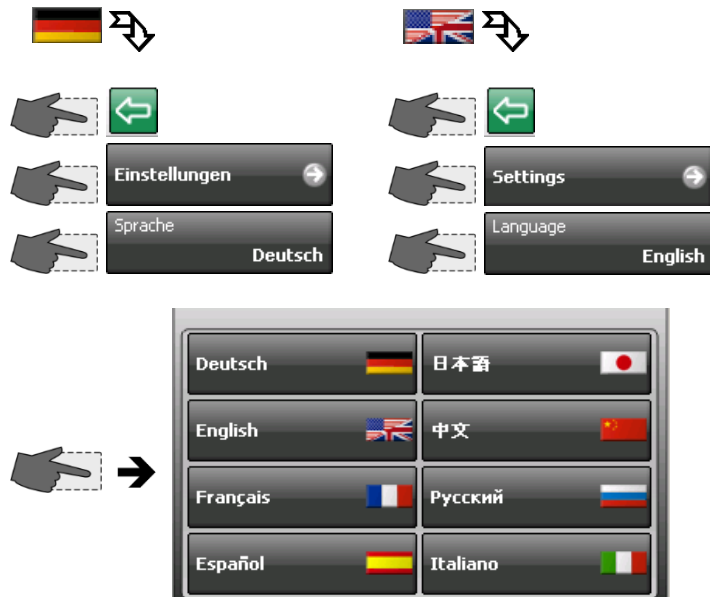 Einstellungen
Settings
Sprache
Deutsch
Language
English
Deutsch
日本語
English
中文
Français
Русский
Español
Italiano